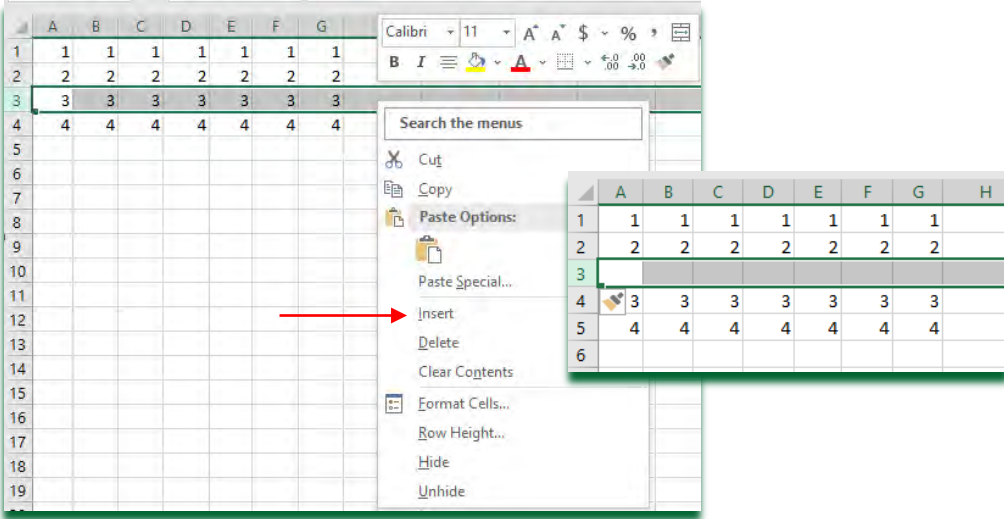 A B C D E F G
1 1 1 1 1 1 1 1
2 2 2 2 2 2 2 2
3 3 3 3 3 3 3 3
4 4 4 4 4 4 4 4
5
6
7
8
9
10
11
12
13
14
15
16
17
18
19
Calibri 11 A A $ % ,
B I A .00 .0 .00 .0
Search the menus
Cut
Copy
Paste Options:
Paste Special...
Insert
Delete
Clear Contents
Format Cells...
Row Height...
Hide
Unhide
A B C D E F G H
1 1 1 1 1 1 1 1
2 2 2 2 2 2 2 2
3
4 3 3 3 3 3 3 3
5 4 4 4 4 4 4 4
6